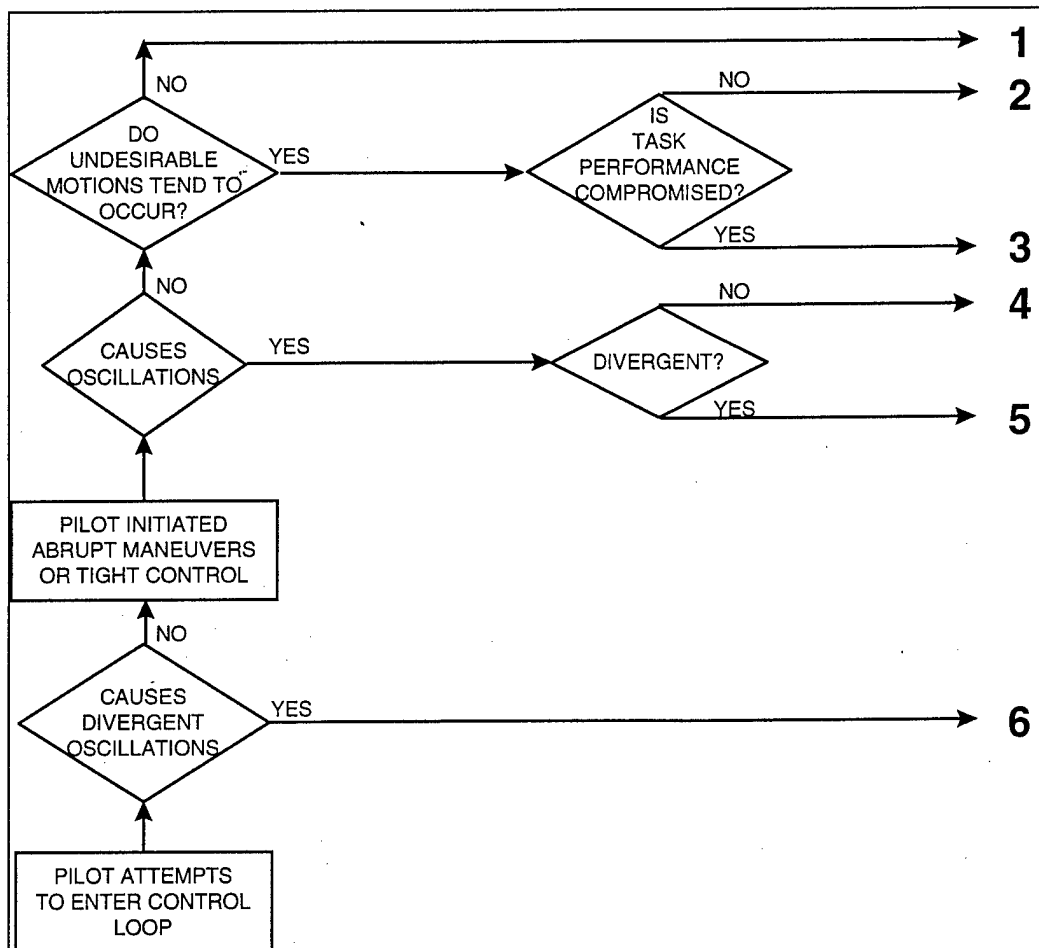 1
NO
DO
UNDESIRABLE
MOTIONS TEND TO
OCCUR?
YES
NO
2
IS
TASK
PERFORMANCE
COMPROMISED?
YES
3
NO
CAUSES
OSCILLATIONS
YES
NO
4
DIVERGENT?
YES
5
PILOT INITIATED
ABRUPT MANEUVERS
OR TIGHT CONTROL
NO
CAUSES
DIVERGENT
OSCILLATIONS
YES
6
PILOT ATTEMPTS
TO ENTER CONTROL
LOOP